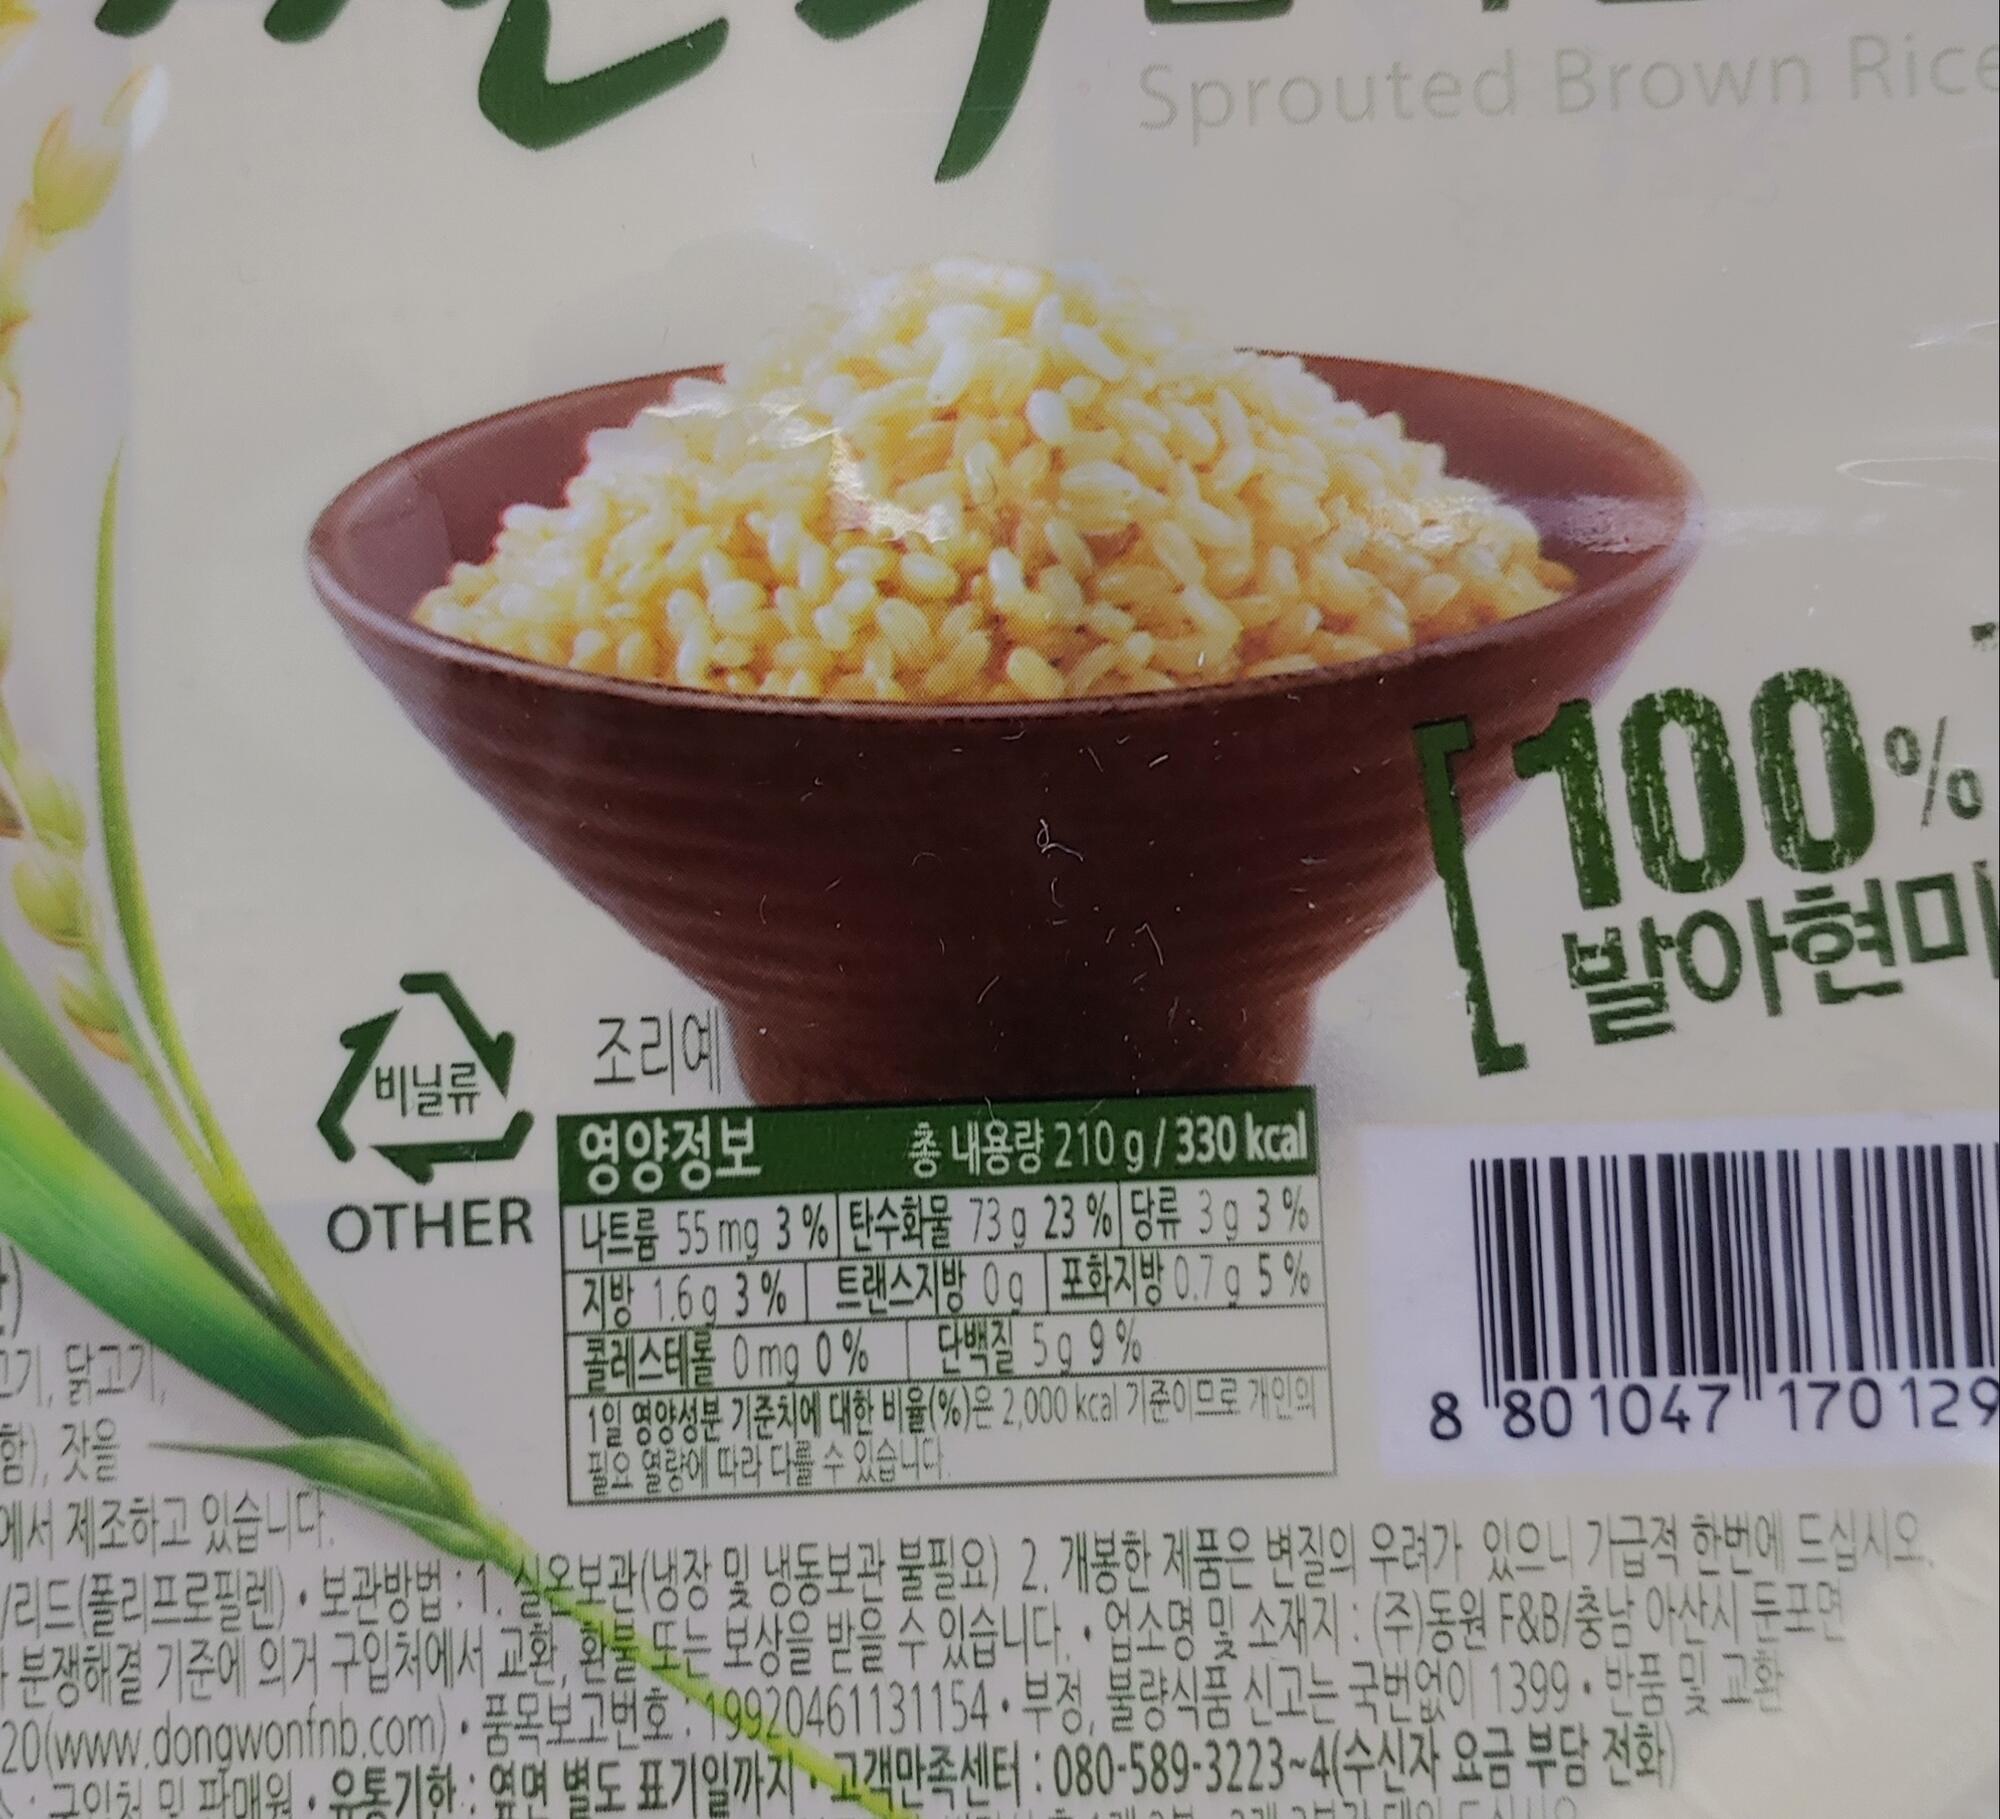 Sprouted Brown Rice
100%
발아현미
비닐류
OTHER
조리예
영양정보 총 내용량 210 g / 330 kcal
나트륨 55 mg 3 % 탄수화물 73 g 23 % 당류 3 g 3 %
지방 1.6 g 3 % 트랜스지방 0 g 포화지방 0.7 g 5 %
콜레스테롤 0 mg 0 % 단백질 5 g 9 %
1일 영양성분 기준치에 대한 비율(%)은 2,000 kcal 기준이므로 개인의
필요 열량에 따라 다를 수 있습니다.
8 801047 170129
닭고기,
잣을
에서 제조하고 있습니다.
/리드(폴리프로필렌) • 보관방법 : 1. 실온보관(냉장 및 냉동보관 불필요) 2. 개봉한 제품은 변질의 우려가 있으니 가급적 한번에 드십시오.
분쟁해결 기준에 의거 구입처에서 교환, 환불 또는 보상을 받을 수 있습니다. • 업소명 및 소재지 : (주)동원 F&B/충남 아산시 둔포면
20(www.dongwonfnb.com) • 품목보고번호 : 19920461131154 • 부정, 불량식품 신고는 국번없이 1399 • 반품 및 교환
: 구입처 및 판매원 • 유통기한 : 옆면 별도 표기일까지 • 고객만족센터 : 080-589-3223~4(수신자 요금 부담 전화)